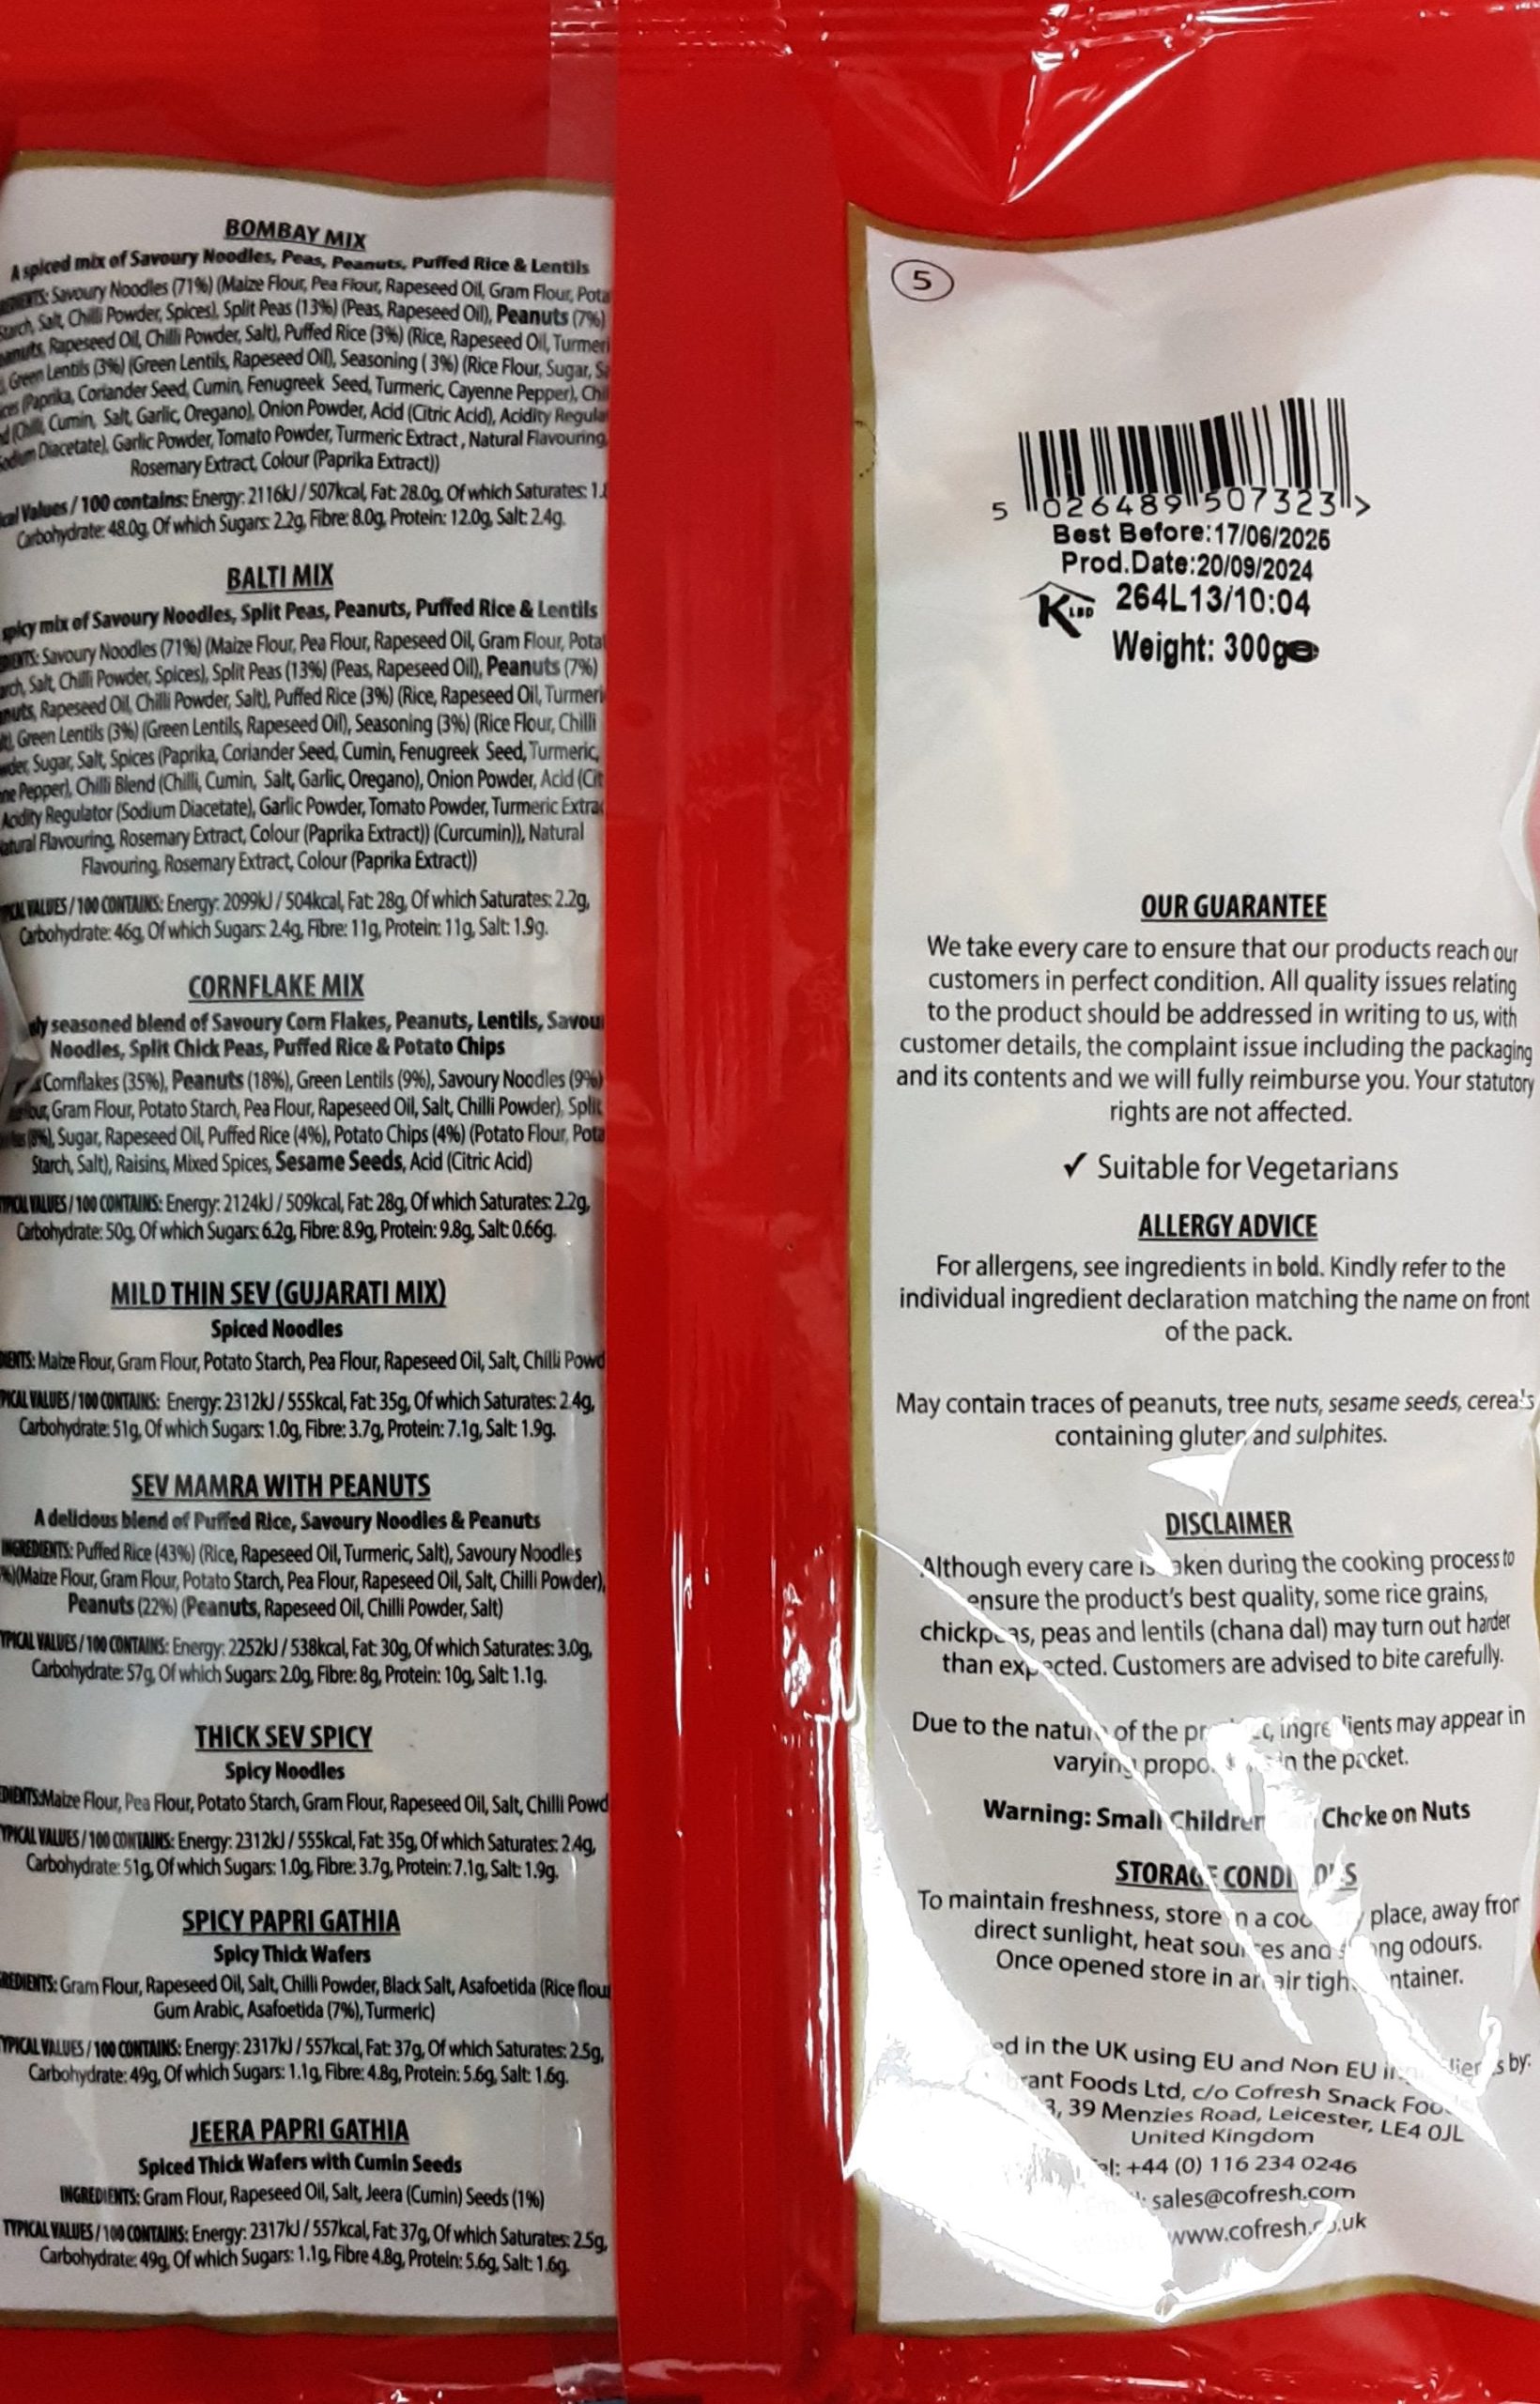 BOMBAY MIX
A spiced mix of Savoury Noodles, Peas, Peanuts, Puffed Rice & Lentils
Savoury Noodles (71%) (Maize Flour, Pea Flour, Rapeseed Oil, Gram Flour,
Salt, Chilli Powder, Spices), Split Peas (13%) (Peas, Rapeseed Oil), Peanuts (7%)
Rapeseed Oil, Chilli Powder, Salt), Puffed Rice (3%) (Rice, Rapeseed Oil,
Green Lentils (3%) (Green Lentils, Rapeseed Oil), Seasoning ( 3%) (Rice Flour, Sugar,
(Paprika, Coriander Seed, Cumin, Fenugreek Seed, Turmeric, Cayenne Pepper),
(Chilli, Cumin, Salt, Garlic, Oregano), Onion Powder, Acid (Citric Acid), Acidity
Diacetate), Garlic Powder, Tomato Powder, Turmeric Extract, Natural Flavouring,
Rosemary Extract, Colour (Paprika Extract))
Values / 100 contains: Energy: 2116kJ / 507kcal, Fat: 28.0g, Of which Saturates:
Carbohydrate: 48.0g, Of which Sugars: 2.2g, Fibre: 8.0g, Protein: 12.0g, Salt: 2.4g.
BALTI MIX
spicy mix of Savoury Noodles, Split Peas, Peanuts, Puffed Rice & Lentils
Savoury Noodles (71%) (Maize Flour, Pea Flour, Rapeseed Oil, Gram Flour,
Salt, Chilli Powder, Spices), Split Peas (13%) (Peas, Rapeseed Oil), Peanuts (7%)
Rapeseed Oil, Chilli Powder, Salt), Puffed Rice (3%) (Rice, Rapeseed Oil,
Green Lentils (3%) (Green Lentils, Rapeseed Oil), Seasoning (3%) (Rice Flour, Chilli
Sugar, Salt, Spices (Paprika, Coriander Seed, Cumin, Fenugreek Seed, Turmeric,
Pepper), Chilli Blend (Chilli, Cumin, Salt, Garlic, Oregano), Onion Powder, Acid
Acidity Regulator (Sodium Diacetate), Garlic Powder, Tomato Powder, Turmeric
Flavouring, Rosemary Extract, Colour (Paprika Extract)) (Curcumin)), Natural
Flavouring, Rosemary Extract, Colour (Paprika Extract))
VALUES / 100 CONTAINS: Energy: 2099kJ / 504kcal, Fat: 28g, Of which Saturates: 2.2g,
Carbohydrate: 46g, Of which Sugars: 2.4g, Fibre: 11g, Protein: 11g, Salt: 1.9g.
CORNFLAKE MIX
seasoned blend of Savoury Corn Flakes, Peanuts, Lentils,
Noodles, Split Chick Peas, Puffed Rice & Potato Chips
Cornflakes (35%), Peanuts (18%), Green Lentils (9%), Savoury Noodles (9%)
Gram Flour, Potato Starch, Pea Flour, Rapeseed Oil, Salt, Chilli Powder), Split
Sugar, Rapeseed Oil, Puffed Rice (4%), Potato Chips (4%) (Potato Flour,
Starch, Salt), Raisins, Mixed Spices, Sesame Seeds, Acid (Citric Acid)
VALUES / 100 CONTAINS: Energy: 2124kJ / 509kcal, Fat: 28g, Of which Saturates: 2.2g,
Carbohydrate: 50g, Of which Sugars: 6.2g, Fibre: 8.9g, Protein: 9.8g, Salt: 0.66g.
MILD THIN SEV (GUJARATI MIX)
Spiced Noodles
Maize Flour, Gram Flour, Potato Starch, Pea Flour, Rapeseed Oil, Salt, Chilli
VALUES / 100 CONTAINS: Energy: 2312kJ / 555kcal, Fat: 35g, Of which Saturates: 2.4g,
Carbohydrate: 51g, Of which Sugars: 1.0g, Fibre: 3.7g, Protein: 7.1g, Salt: 1.9g.
SEV MAMRA WITH PEANUTS
A delicious blend of Puffed Rice, Savoury Noodles & Peanuts
INGREDIENTS: Puffed Rice (43%) (Rice, Rapeseed Oil, Turmeric, Salt), Savoury Noodles
(Maize Flour, Gram Flour, Potato Starch, Pea Flour, Rapeseed Oil, Salt, Chilli Powder),
Peanuts (22%) (Peanuts, Rapeseed Oil, Chilli Powder, Salt)
VALUES / 100 CONTAINS: Energy: 2252kJ / 538kcal, Fat: 30g, Of which Saturates: 3.0g,
Carbohydrate: 57g, Of which Sugars: 2.0g, Fibre: 8g, Protein: 10g, Salt: 1.1g.
THICK SEV SPICY
Spicy Noodles
Maize Flour, Pea Flour, Potato Starch, Gram Flour, Rapeseed Oil, Salt, Chilli
VALUES / 100 CONTAINS: Energy: 2312kJ / 555kcal, Fat: 35g, Of which Saturates: 2.4g,
Carbohydrate: 51g, Of which Sugars: 1.0g, Fibre: 3.7g, Protein: 7.1g, Salt: 1.9g.
SPICY PAPRI GATHIA
Spicy Thick Wafers
Gram Flour, Rapeseed Oil, Salt, Chilli Powder, Black Salt, Asafoetida (Rice flour
Gum Arabic, Asafoetida (7%), Turmeric)
VALUES / 100 CONTAINS: Energy: 2317kJ / 557kcal, Fat: 37g, Of which Saturates: 2.5g,
Carbohydrate: 49g, Of which Sugars: 1.1g, Fibre: 4.8g, Protein: 5.6g, Salt: 1.6g.
JEERA PAPRI GATHIA
Spiced Thick Wafers with Cumin Seeds
INGREDIENTS: Gram Flour, Rapeseed Oil, Salt, Jeera (Cumin) Seeds (1%)
TYPICAL VALUES / 100 CONTAINS: Energy: 2317kJ / 557kcal, Fat: 37g, Of which Saturates: 2.5g,
Carbohydrate: 49g, Of which Sugars: 1.1g, Fibre 4.8g, Protein: 5.6g, Salt: 1.6g.
5
5 026489 507323 >
Best Before:17/06/2025
Prod.Date:20/09/2024
KLBD 264L13/10:04
Weight: 300g e
OUR GUARANTEE
We take every care to ensure that our products reach our
customers in perfect condition. All quality issues relating
to the product should be addressed in writing to us, with
customer details, the complaint issue including the packaging
and its contents and we will fully reimburse you. Your statutory
rights are not affected.
✓ Suitable for Vegetarians
ALLERGY ADVICE
For allergens, see ingredients in bold. Kindly refer to the
individual ingredient declaration matching the name on front
of the pack.
May contain traces of peanuts, tree nuts, sesame seeds, cereals
containing gluten and sulphites.
DISCLAIMER
Although every care is taken during the cooking process to
ensure the product's best quality, some rice grains,
chickpeas, peas and lentils (chana dal) may turn out harder
than expected. Customers are advised to bite carefully.
Due to the nature of the product, ingredients may appear in
varying in the packet.
Warning: Small Children Choke on Nuts
STORAGE CONDITIONS
To maintain freshness, store in a place, away from
direct sunlight, heat sources and strong odours.
Once opened store in an air tight container.
in the UK using EU and Non EU ingredients by:
Foods Ltd, c/o Cofresh Snack Foods
39 Menzies Road, Leicester, LE4 0JL
United Kingdom
Tel: +44 (0) 116 234 0246
sales@cofresh.com
www.cofresh.co.uk